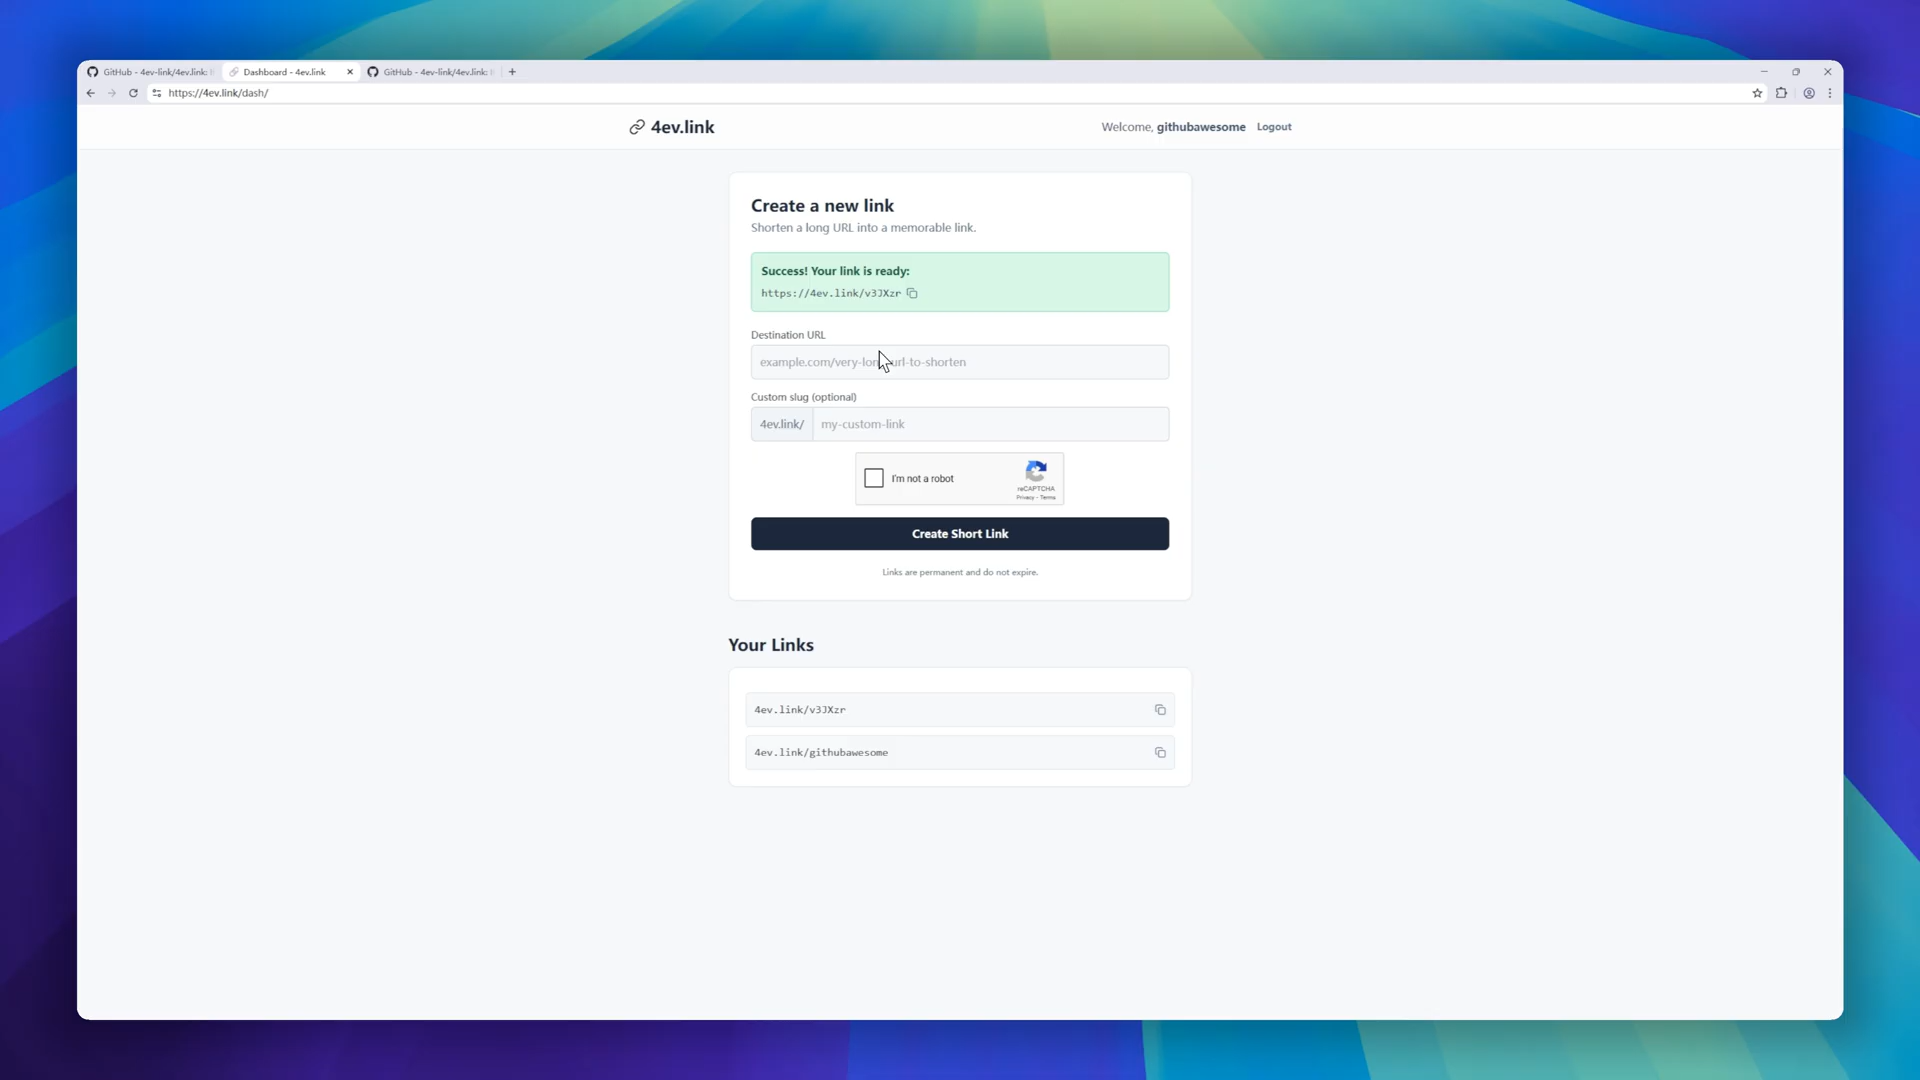 GitHub - 4ev-link/4ev.link:
Dashboard - 4ev.link
GitHub - 4ev-link/4ev.link:
https://4ev.link/dash/
4ev.link
Welcome, githubawesome Logout
Create a new link
Shorten a long URL into a memorable link.
Success! Your link is ready:
https://4ev.link/v3JXzr
Destination URL
example.com/very-long-url-to-shorten
Custom slug (optional)
4ev.link/ my-custom-link
I'm not a robot
reCAPTCHA
Privacy - Terms
Create Short Link
Links are permanent and do not expire.
Your Links
4ev.link/v3JXzr
4ev.link/githubawesome